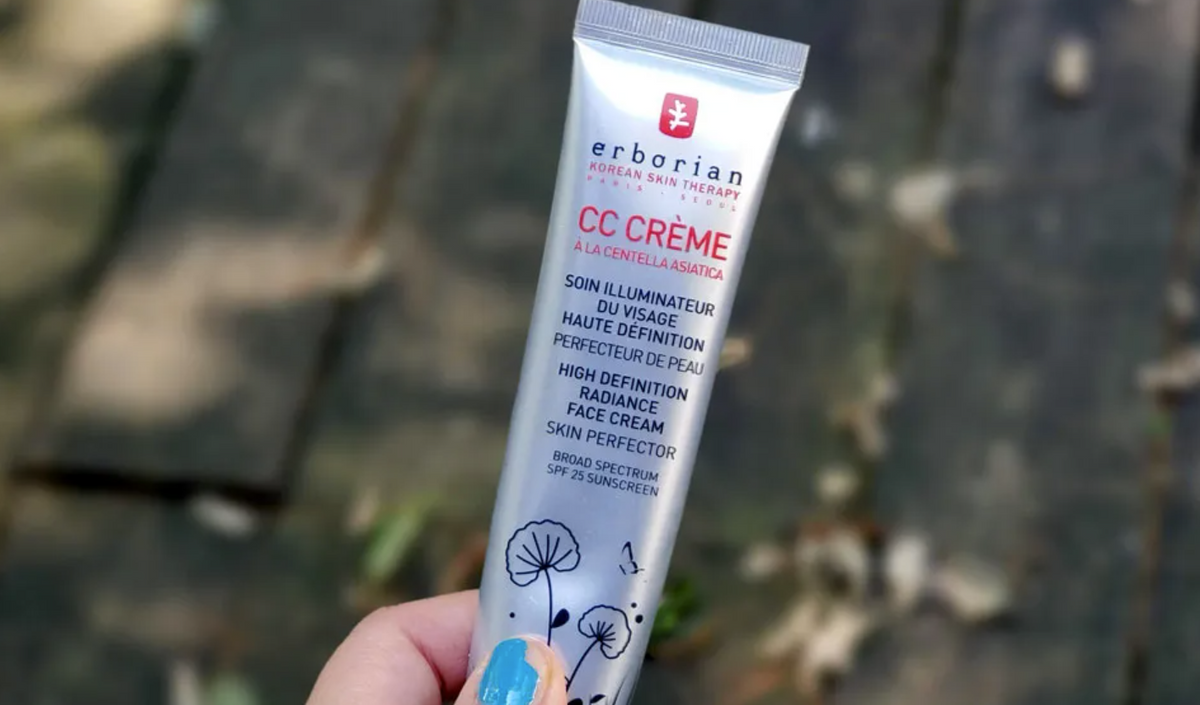 erborian
KOREAN SKIN THERAPY
PARIS · SEOUL
CC CRÈME
À LA CENTELLA ASIATICA
SOIN ILLUMINATEUR
DU VISAGE
HAUTE DÉFINITION
PERFECTEUR DE PEAU
HIGH DEFINITION
RADIANCE
FACE CREAM
SKIN PERFECTOR
BROAD SPECTRUM
SPF 25 SUNSCREEN